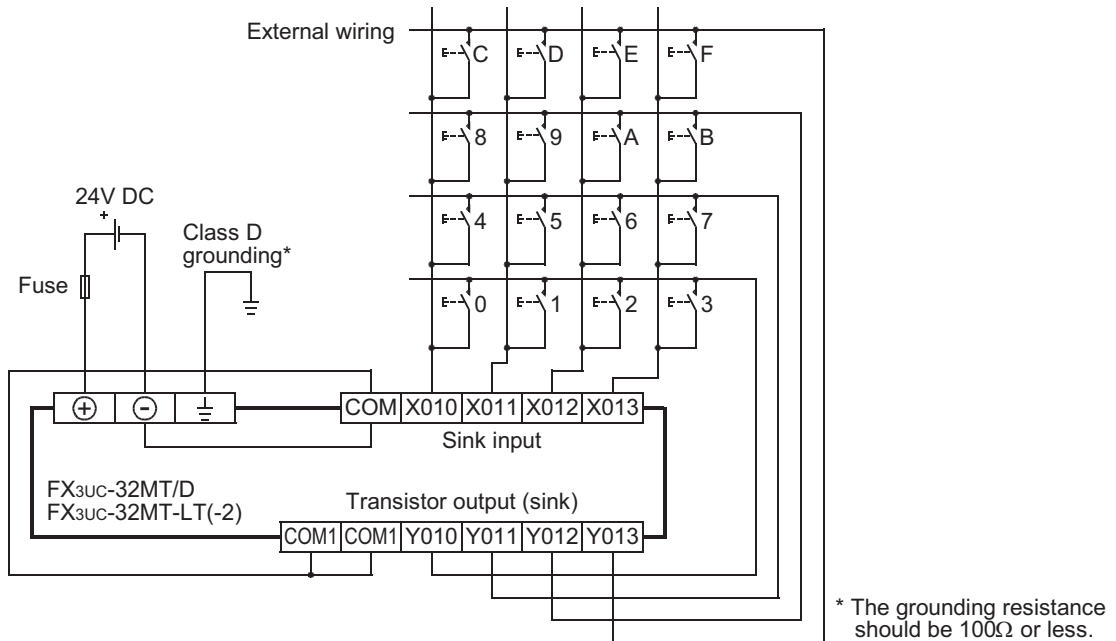 External wiring
C D E F
8 9 A B
24V DC
+
4 5 6 7
Class D
grounding*
Fuse
0 1 2 3
+ - COM X010 X011 X012 X013
Sink input
FX3UC-32MT/D
FX3UC-32MT-LT(-2)
Transistor output (sink)
COM1 COM1 Y010 Y011 Y012 Y013
* The grounding resistance
should be 100Ω or less.